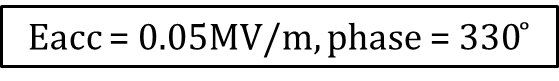 Eacc = 0.05MV/m, phase = 330°